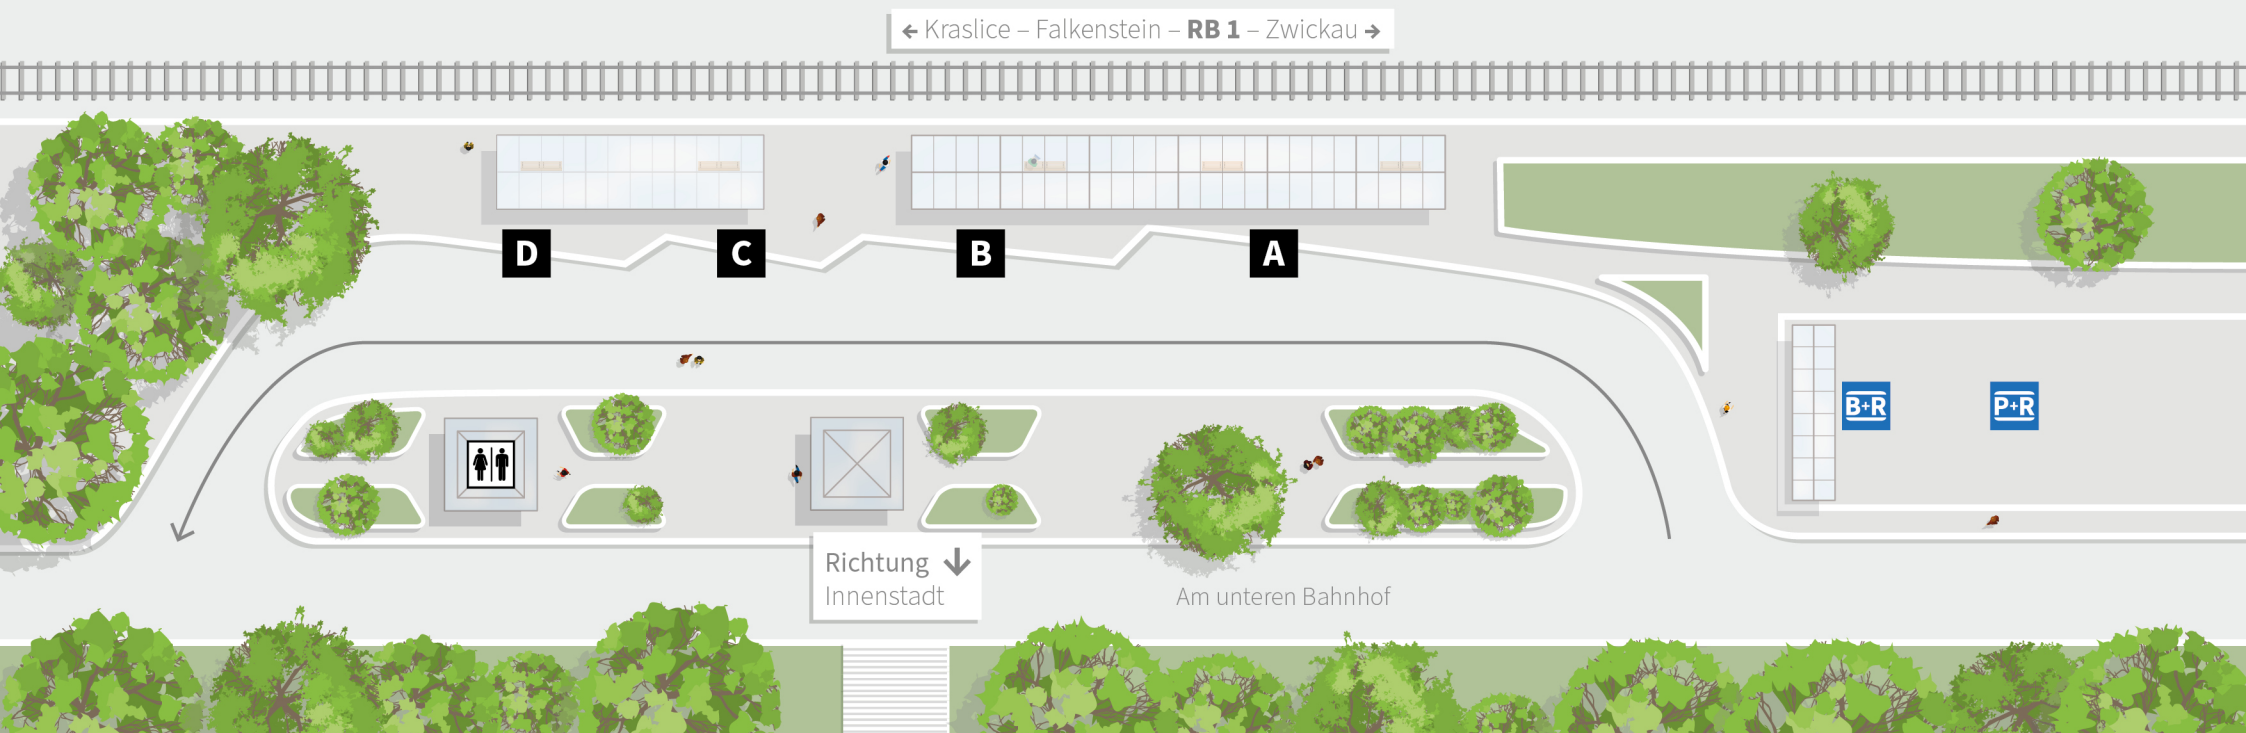 ← Kraslice – Falkenstein – RB 1 – Zwickau →
D
C
B
A
B+R
P+R
Richtung ↓
Innenstadt
Am unteren Bahnhof